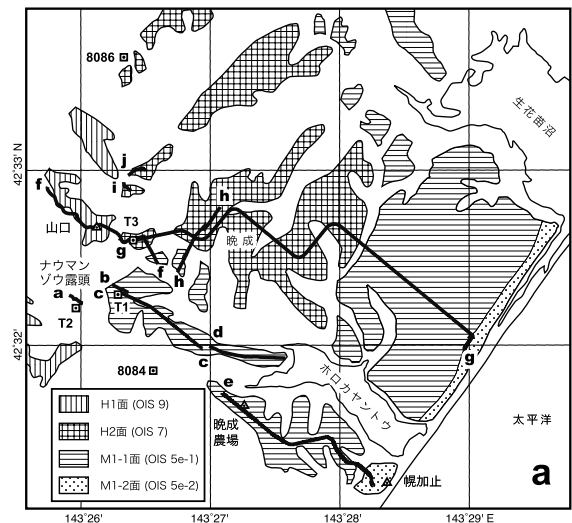 8086
生花苗沼
42°33′N
j
i
f
h
T3
山口
g
晩成
f
h
ナウマン
ゾウ露頭
b
a
c
T1
T2
42°32′
d
g
c
8084
ホロカヤントウ
e
晩成
農場
太平洋
H1面 (OIS 9)
H2面 (OIS 7)
M1-1面 (OIS 5e-1)
M1-2面 (OIS 5e-2)
幌加止
a
143°26′
143°27′
143°28′
143°29′E